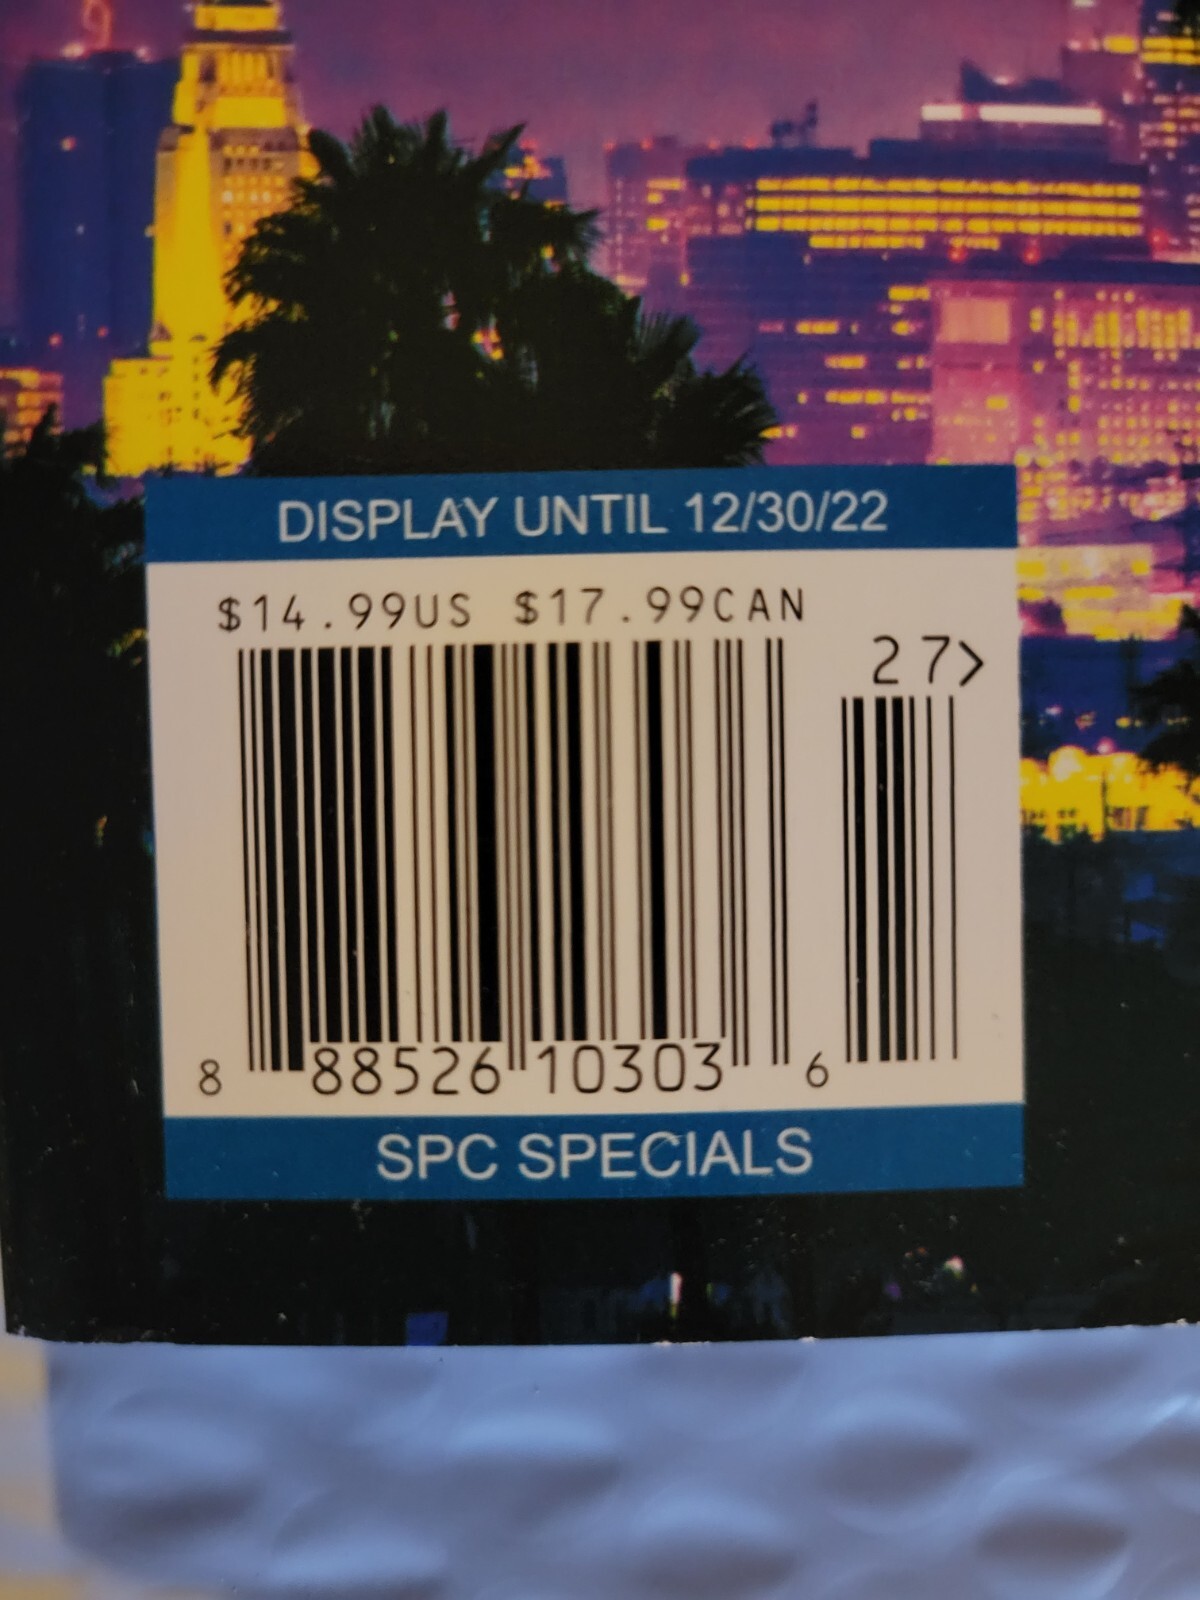 DISPLAY UNTIL 12/30/22
$14.99US $17.99CAN
27>
8 88526 10303 6
SPC SPECIALS